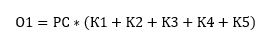 O1 = PC ∗ (K1 + K2 + K3 + K4 + K5)